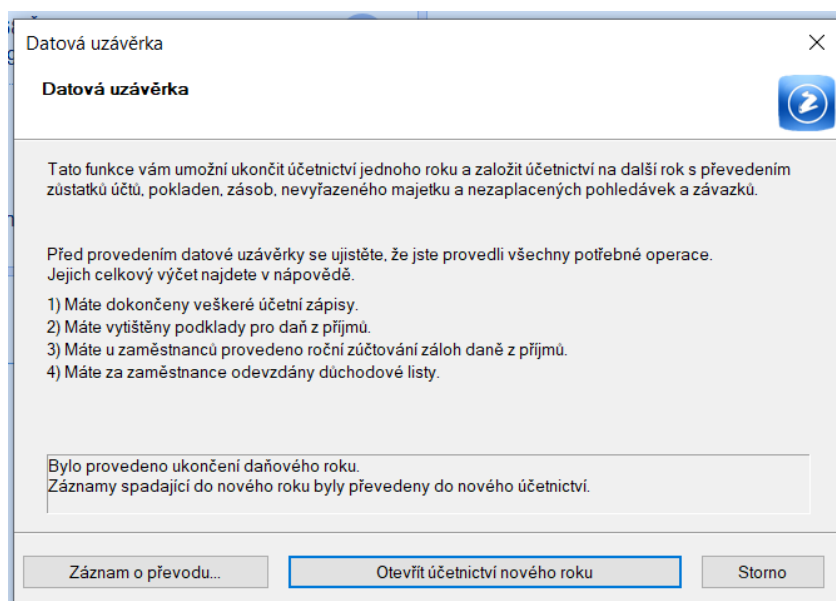 Datová uzávěrka
Datová uzávěrka
Tato funkce vám umožní ukončit účetnictví jednoho roku a založit účetnictví na další rok s převedením
zůstatků účtů, pokladen, zásob, nevyřazeného majetku a nezaplacených pohledávek a závazků.
Před provedením datové uzávěrky se ujistěte, že jste provedli všechny potřebné operace.
Jejich celkový výčet najdete v nápovědě.
1) Máte dokončeny veškeré účetní zápisy.
2) Máte vytištěny podklady pro daň z příjmů.
3) Máte u zaměstnanců provedeno roční zúčtování záloh daně z příjmů.
4) Máte za zaměstnance odevzdány důchodové listy.
Bylo provedeno ukončení daňového roku.
Záznamy spadající do nového roku byly převedeny do nového účetnictví.
Záznam o převodu... Otevřít účetnictví nového roku Storno